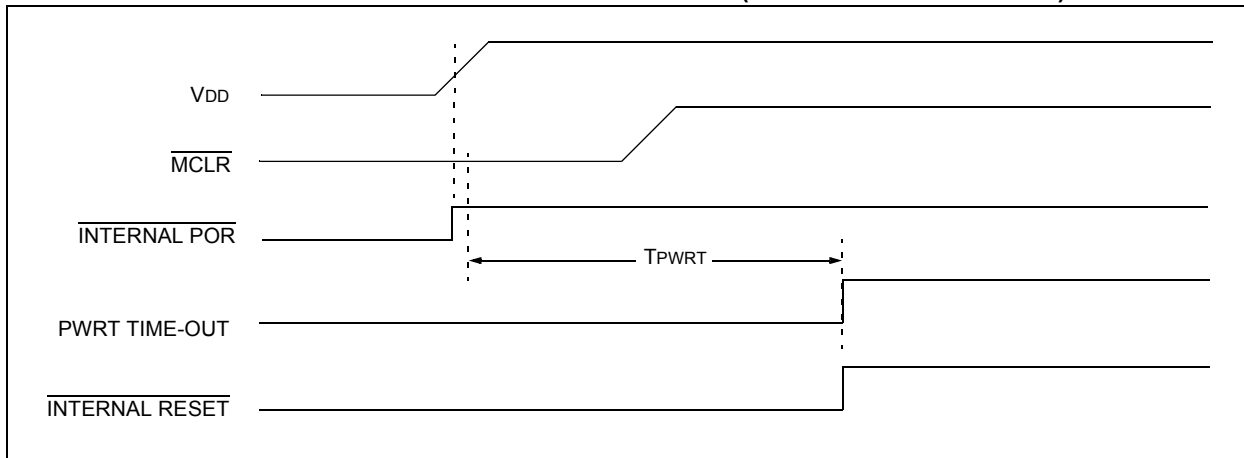 VDD
MCLR
INTERNAL POR
TPWRT
PWRT TIME-OUT
INTERNAL RESET